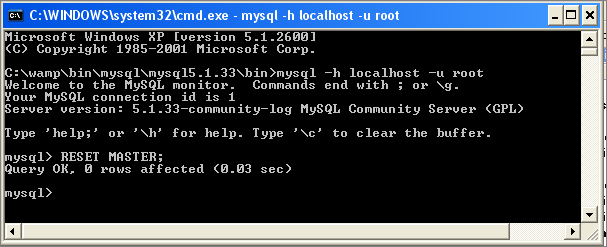 C:\WINDOWS\system32\cmd.exe - mysql -h localhost -u root
Microsoft Windows XP [Version 5.1.2600]
(C) Copyright 1985-2001 Microsoft Corp.
C:\wamp\bin\mysql\mysql5.1.33\bin>mysql -h localhost -u root
Welcome to the MySQL monitor.  Commands end with ; or \g.
Your MySQL connection id is 1
Server version: 5.1.33-community-log MySQL Community Server (GPL)
Type 'help;' or '\h' for help. Type '\c' to clear the buffer.
mysql> RESET MASTER;
Query OK, 0 rows affected (0.03 sec)
mysql>